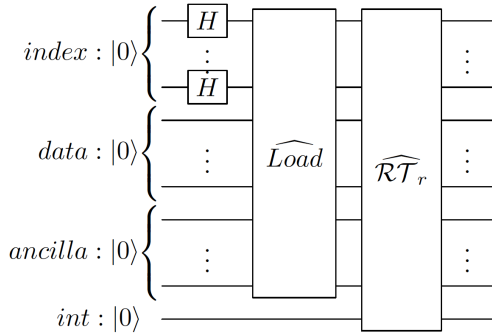 H
index : |0⟩
H
data : |0⟩
Load
RT_r
ancilla : |0⟩
int : |0⟩